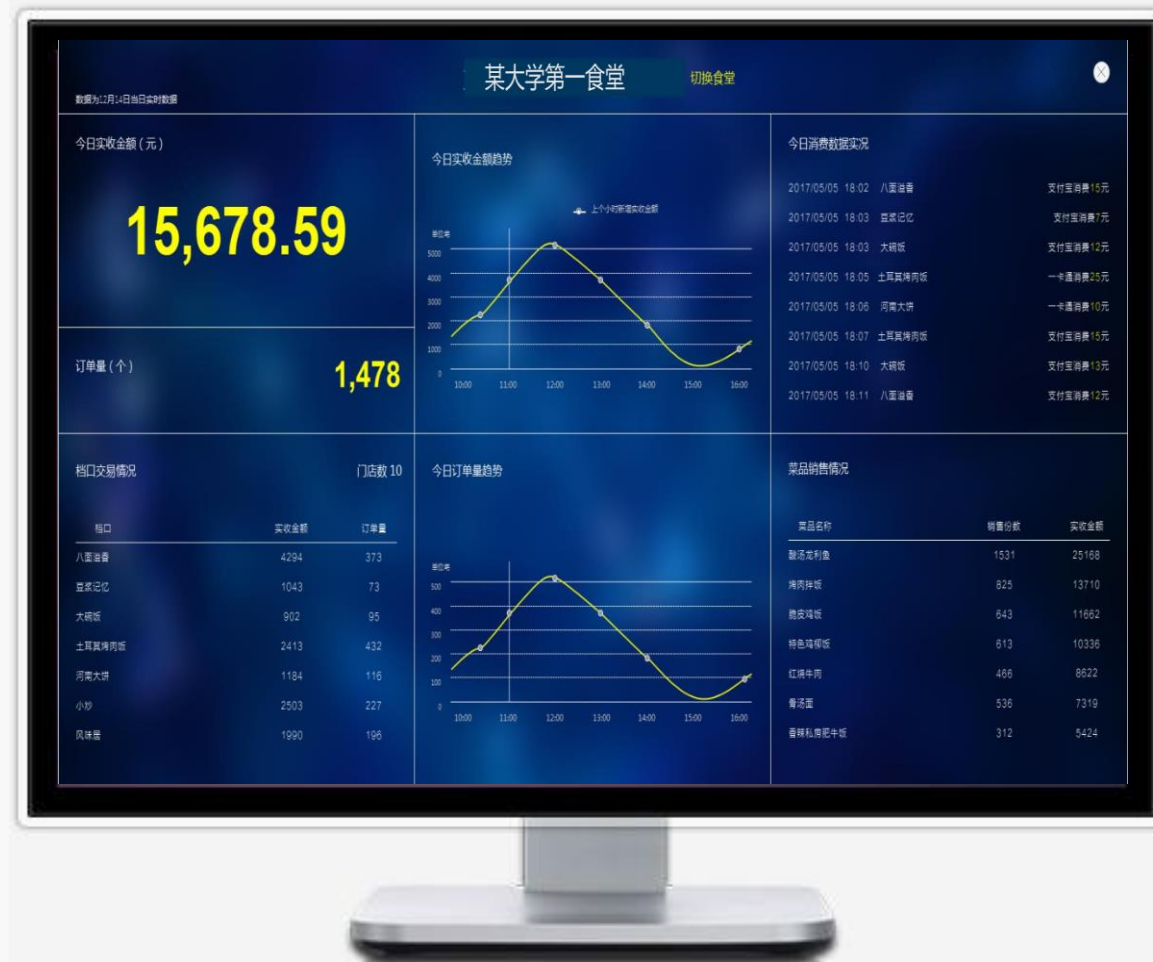 某大学第一食堂
切换食堂
数据为12月14日当日实时数据
今日实收金额(元)
15,678.59
订单量(个)
1,478
今日实收金额趋势
上个小时新增实收金额
5000
4000
3000
2000
1000
0
10:00 11:00 12:00 13:00 14:00 15:00 16:00
今日消费数据实况
2017/05/05 18:02 八面溢香 支付宝消费15元
2017/05/05 18:03 豆浆记忆 支付宝消费7元
2017/05/05 18:03 大碗饭 支付宝消费12元
2017/05/05 18:05 土耳其烤肉饭 一卡通消费25元
2017/05/05 18:06 河南大饼 一卡通消费10元
2017/05/05 18:07 土耳其烤肉饭 支付宝消费15元
2017/05/05 18:10 大碗饭 支付宝消费13元
2017/05/05 18:11 八面溢香 支付宝消费12元
档口交易情况 门店数 10
档口 实收金额 订单量
八面溢香 4294 373
豆浆记忆 1043 73
大碗饭 902 95
土耳其烤肉饭 2413 432
河南大饼 1184 116
小炒 2503 227
风味居 1990 196
今日订单量趋势
500
400
300
200
100
0
10:00 11:00 12:00 13:00 14:00 15:00 16:00
菜品销售情况
菜品名称 销售份数 实收金额
酸汤龙利鱼 1531 25168
烤肉拌饭 825 13710
脆皮鸡饭 643 11662
特色鸡柳饭 613 10336
红烧牛肉 466 8622
骨汤面 536 7319
香辣私房肥牛饭 312 5424